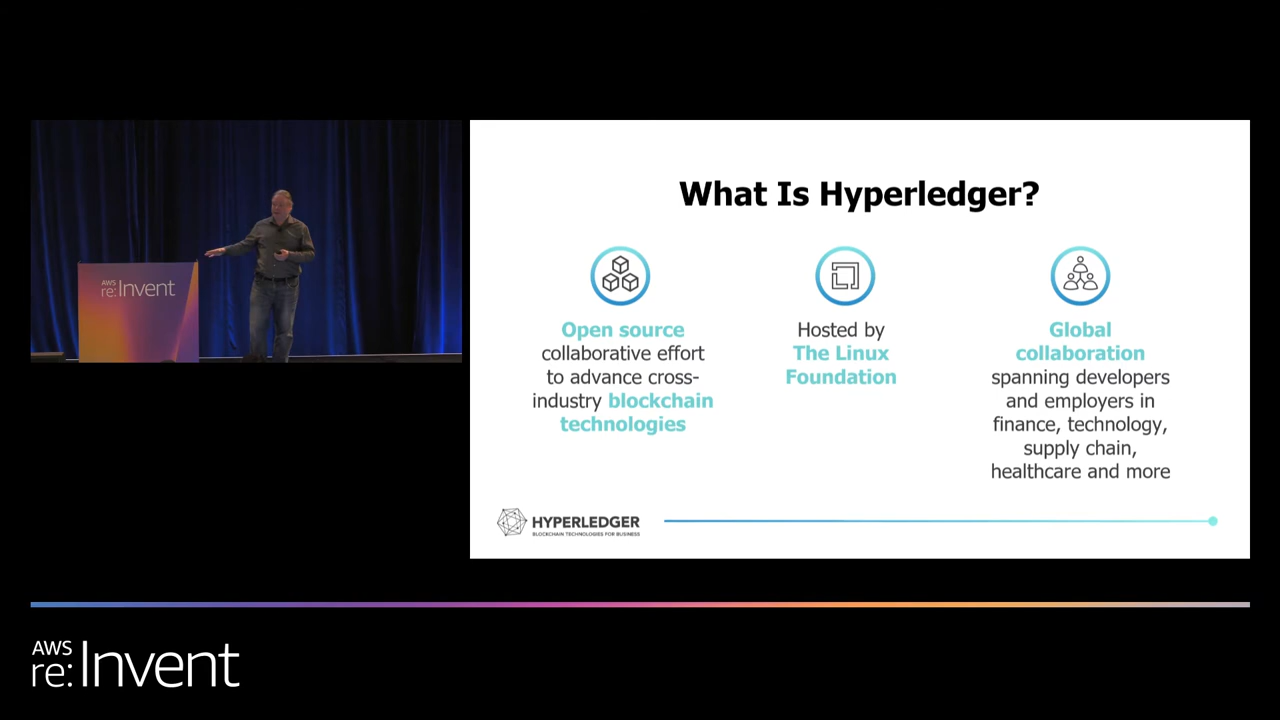 AWS
re:Invent
What Is Hyperledger?
Open source
collaborative effort
to advance cross-
industry blockchain
technologies
Hosted by
The Linux
Foundation
Global
collaboration
spanning developers
and employers in
finance, technology,
supply chain,
healthcare and more
HYPERLEDGER
BLOCKCHAIN TECHNOLOGIES FOR BUSINESS
AWS
re:Invent